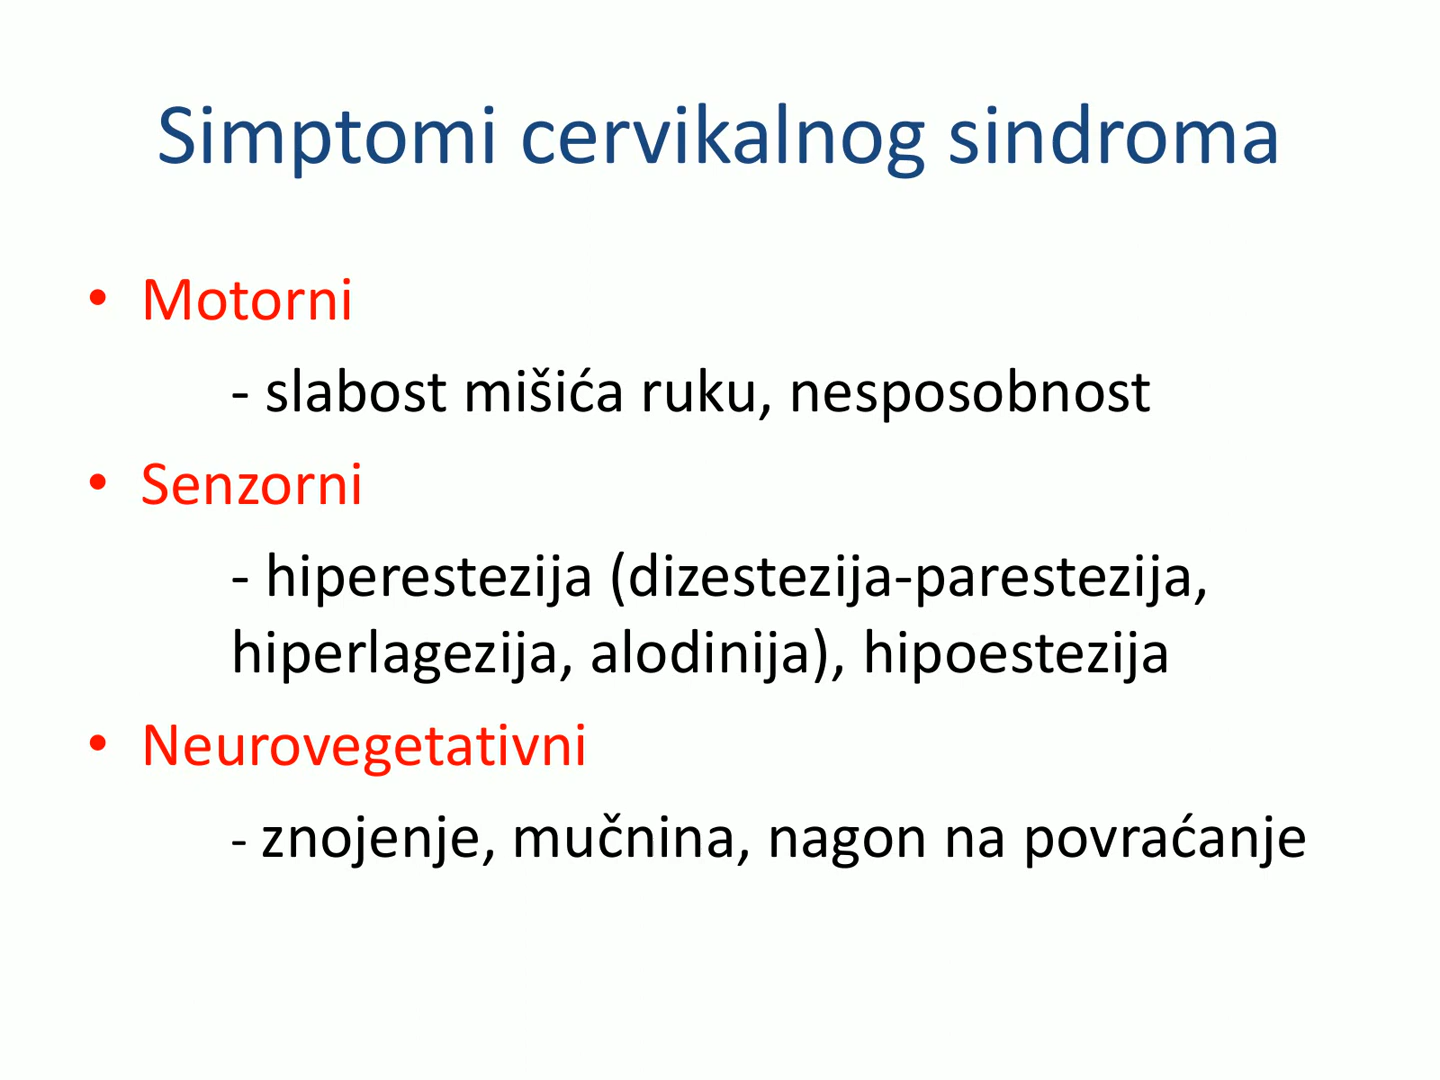 Simptomi cervikalnog sindroma
• Motorni
- slabost mišića ruku, nesposobnost
• Senzorni
- hiperestezija (dizestezija-parestezija,
hiperlagezija, alodinija), hipoestezija
• Neurovegetativni
- znojenje, mučnina, nagon na povraćanje